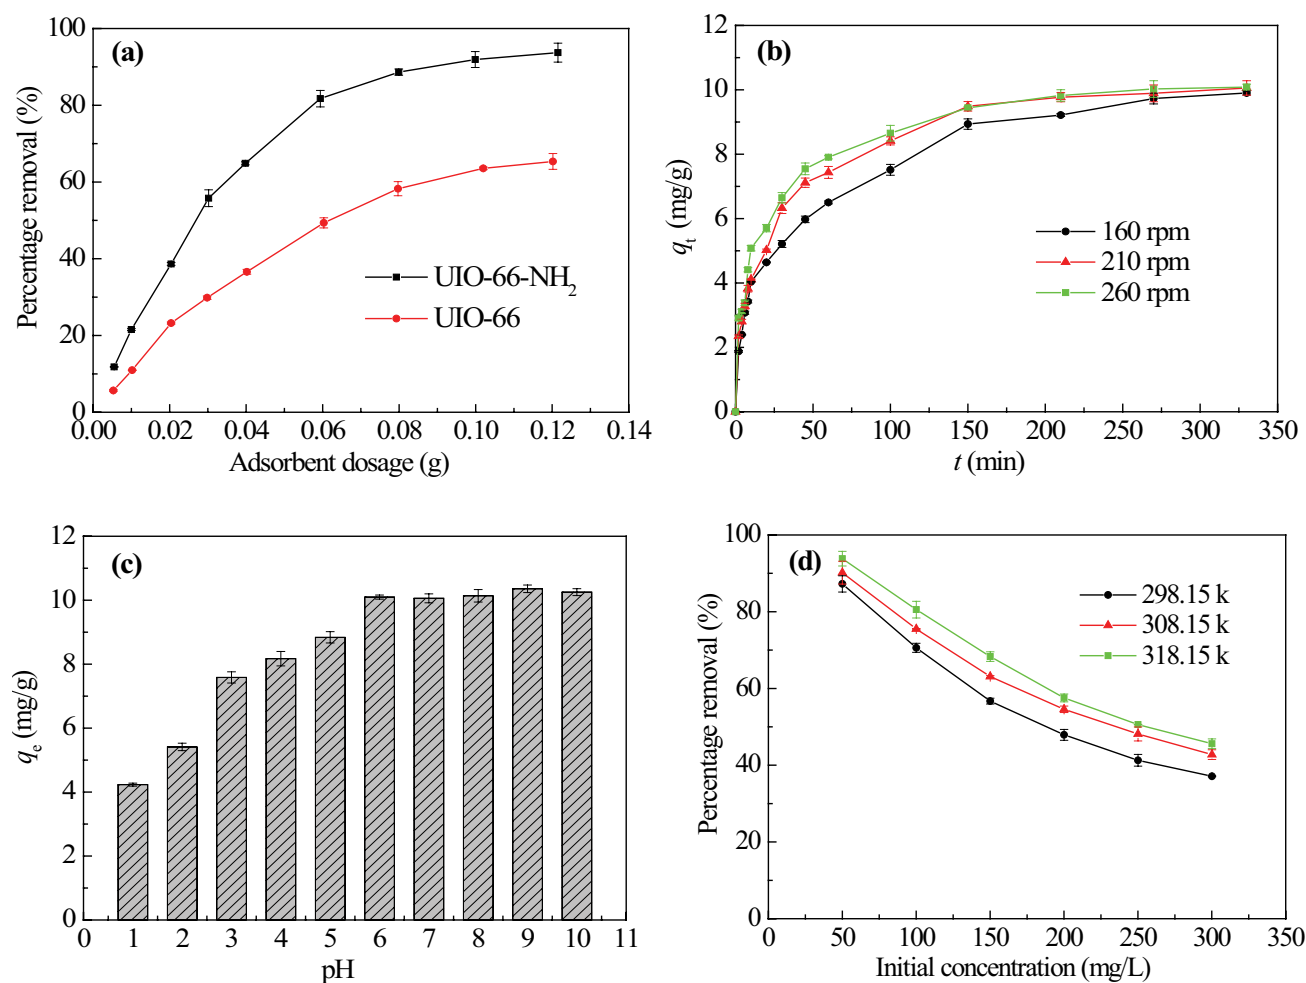 (a)
Percentage removal (%)
100
80
60
40
20
0
UIO-66-NH2
UIO-66
0.00 0.02 0.04 0.06 0.08 0.10 0.12 0.14
Adsorbent dosage (g)
(b)
qt (mg/g)
12
10
8
6
4
2
0
160 rpm
210 rpm
260 rpm
0 50 100 150 200 250 300 350
t (min)
(c)
qe (mg/g)
12
10
8
6
4
2
0
0 1 2 3 4 5 6 7 8 9 10 11
pH
(d)
Percentage removal (%)
100
80
60
40
20
0
298.15 k
308.15 k
318.15 k
0 50 100 150 200 250 300 350
Initial concentration (mg/L)